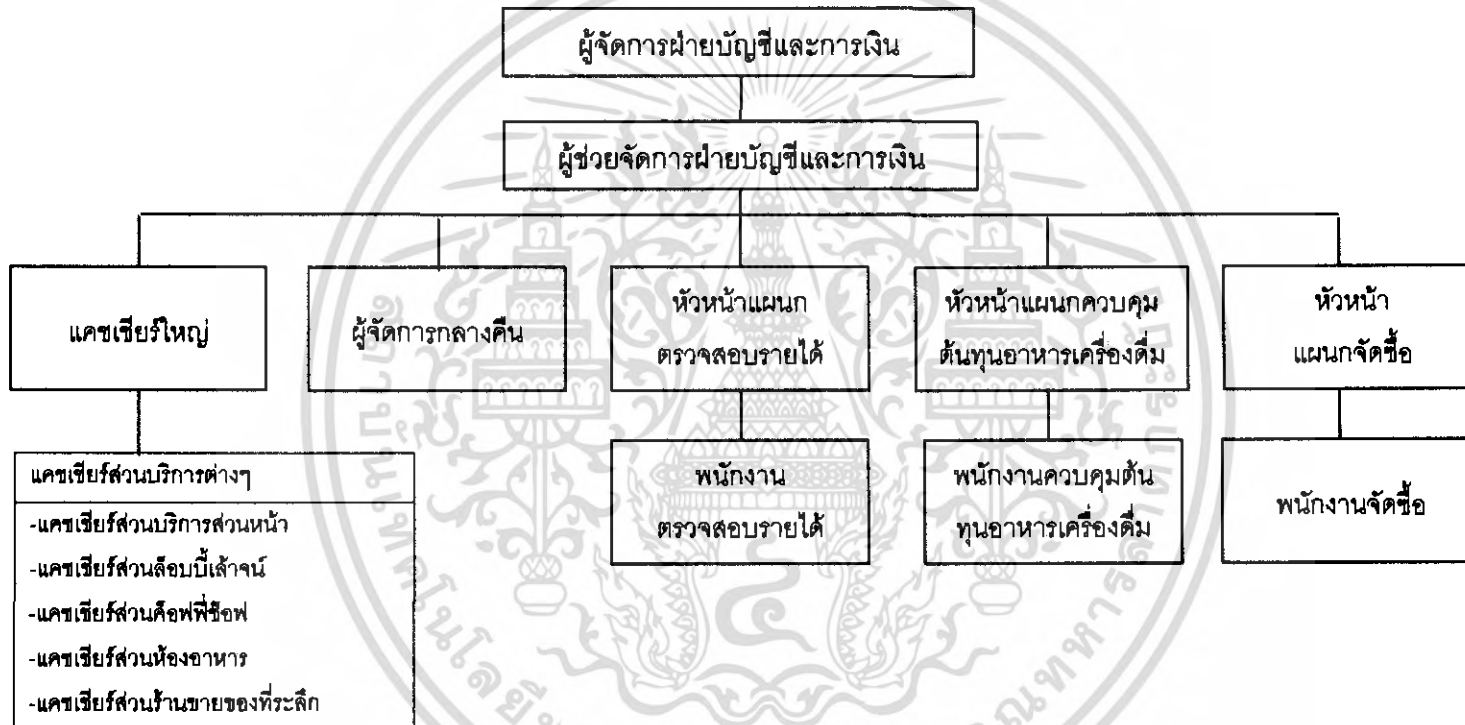 ผู้จัดการฝ่ายบัญชีและการเงิน
ผู้ช่วยจัดการฝ่ายบัญชีและการเงิน
แคชเชียร์ใหญ่
ผู้จัดการกลางคืน
หัวหน้าแผนก
ตรวจสอบรายได้
หัวหน้าแผนกควบคุม
ต้นทุนอาหารเครื่องดื่ม
หัวหน้า
แผนกจัดซื้อ
แคชเชียร์ส่วนบริการต่างๆ
-แคชเชียร์ส่วนบริการส่วนหน้า
-แคชเชียร์ส่วนล็อบบี้เล้าจน์
-แคชเชียร์ส่วนค็อฟฟี่ช็อฟ
-แคชเชียร์ส่วนห้องอาหาร
-แคชเชียร์ส่วนร้านขายของที่ระลึก
พนักงาน
ตรวจสอบรายได้
พนักงานควบคุมต้น
ทุนอาหารเครื่องดื่ม
พนักงานจัดซื้อ